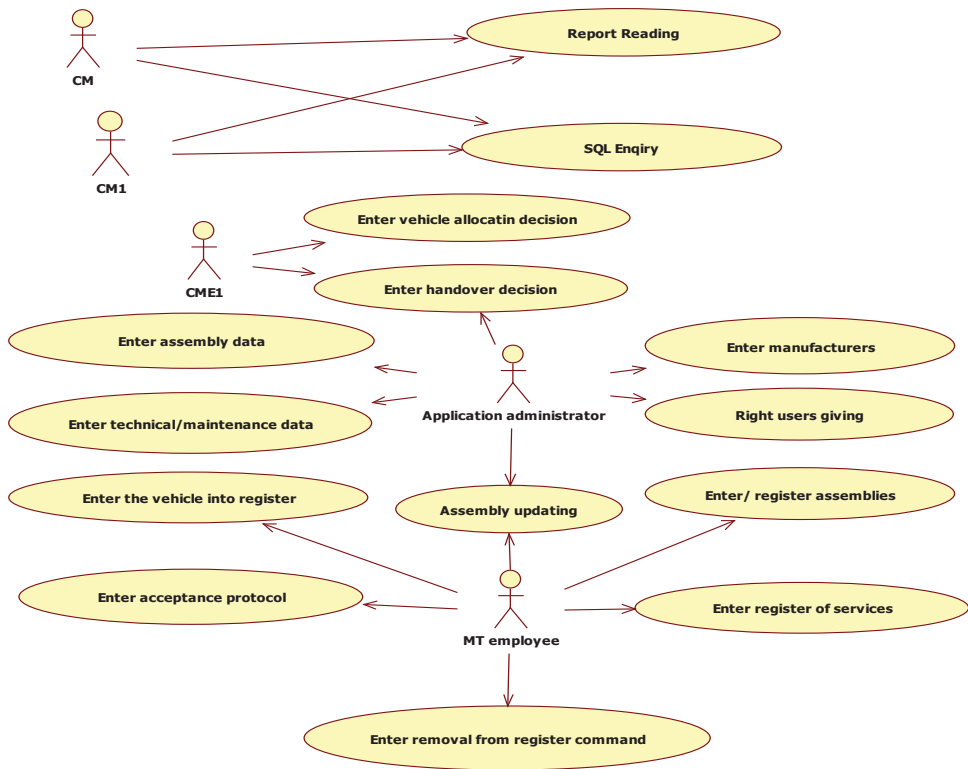 Report Reading
CM
SQL Enqiry
CM1
Enter vehicle allocatin decision
CME1
Enter handover decision
Enter assembly data
Enter manufacturers
Application administrator
Right users giving
Enter technical/maintenance data
Enter the vehicle into register
Enter/ register assemblies
Assembly updating
Enter acceptance protocol
Enter register of services
MT employee
Enter removal from register command